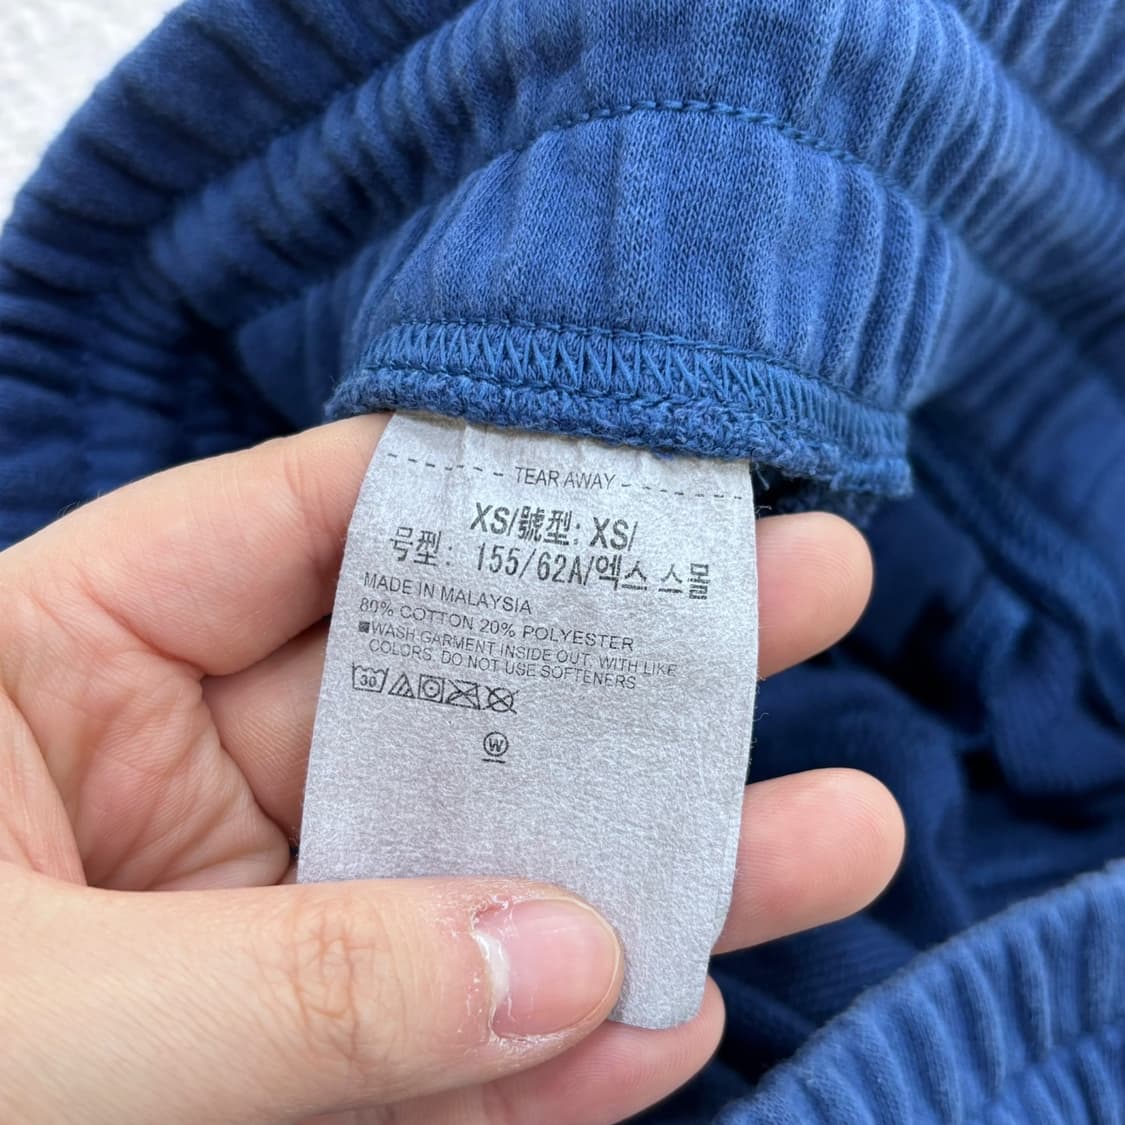 TEAR AWAY
XS/號型: XS/
号型: 155/62A/엑스 스몰
MADE IN MALAYSIA
80% COTTON 20% POLYESTER
■WASH GARMENT INSIDE OUT, WITH LIKE
COLORS. DO NOT USE SOFTENERS
30
W